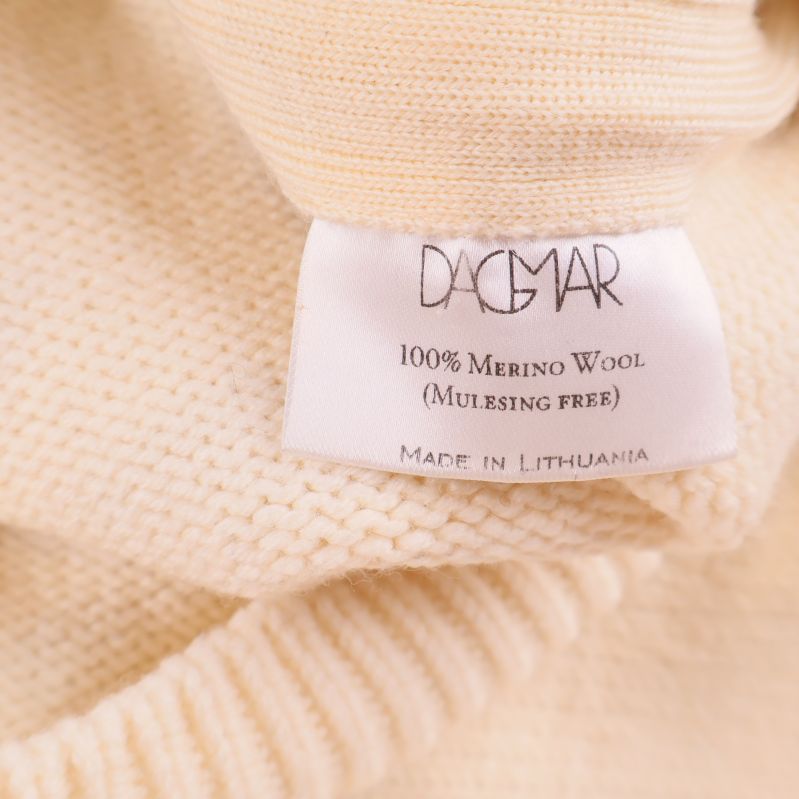 DAGMAR
100% MERINO WOOL
(MULESING FREE)
MADE IN LITHUANIA